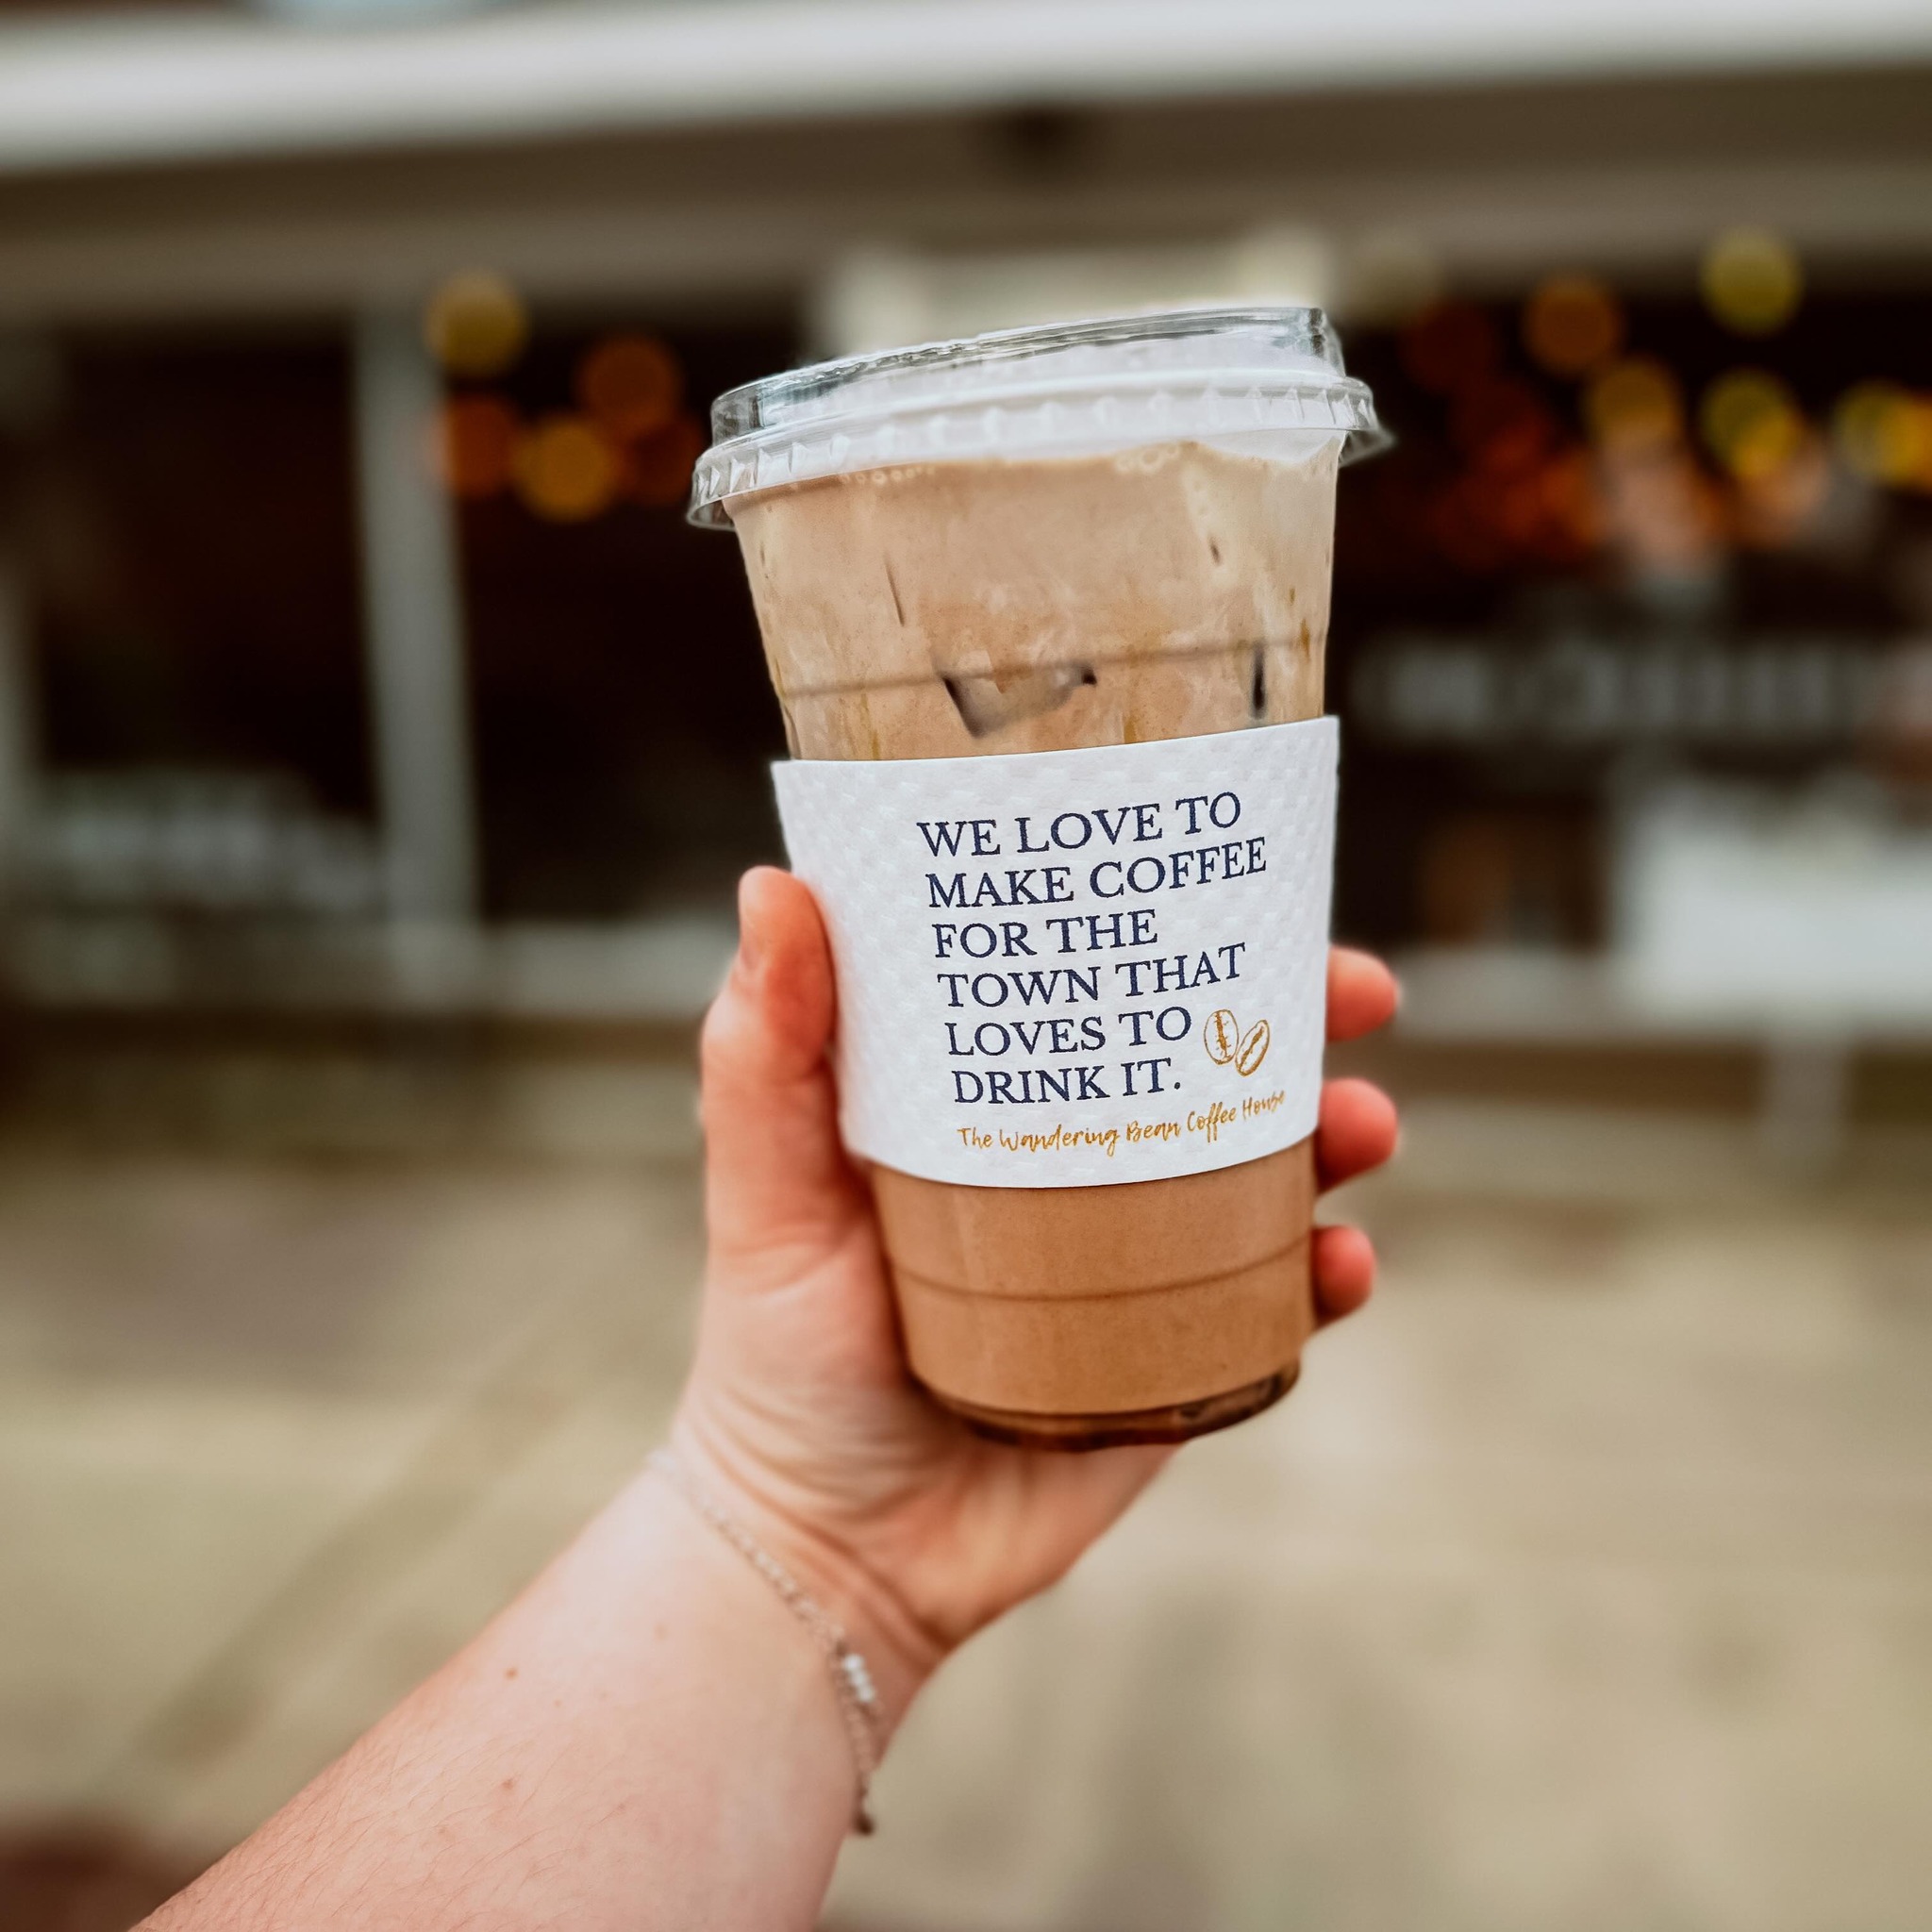 WE LOVE TO
MAKE COFFEE
FOR THE
TOWN THAT
LOVES TO
DRINK IT.
The Wandering Bean Coffee House